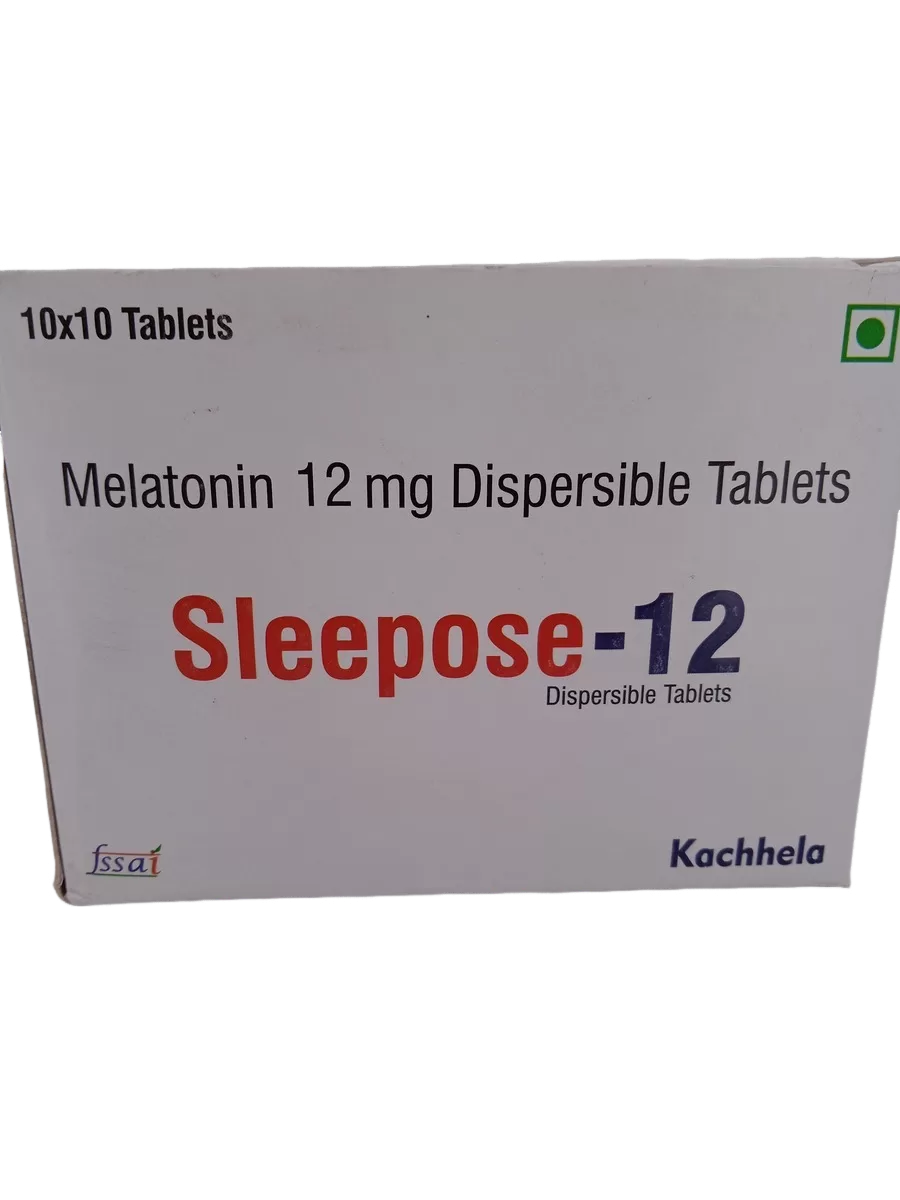 10x10 Tablets
Melatonin 12 mg Dispersible Tablets
Sleepose-12
Dispersible Tablets
fssai
Kachhela